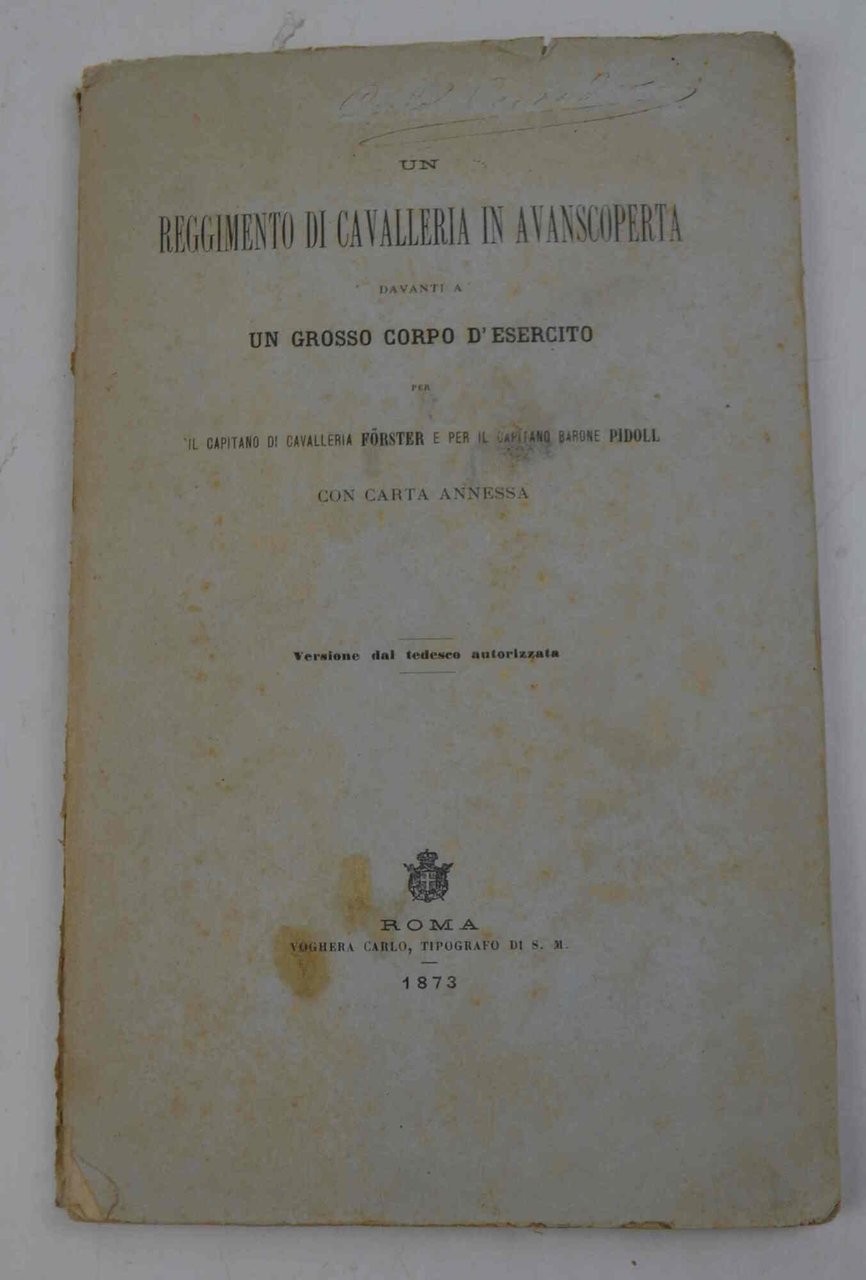 UN
REGGIMENTO DI CAVALLERIA IN AVANSCOPERTA
DAVANTI A
UN GROSSO CORPO D'ESERCITO
PER
IL CAPITANO DI CAVALLERIA FÖRSTER E PER IL CAPITANO BARONE PIDOLL
CON CARTA ANNESSA
Versione dal tedesco autorizzata
ROMA
VOGHERA CARLO, TIPOGRAFO DI S. M.
1873